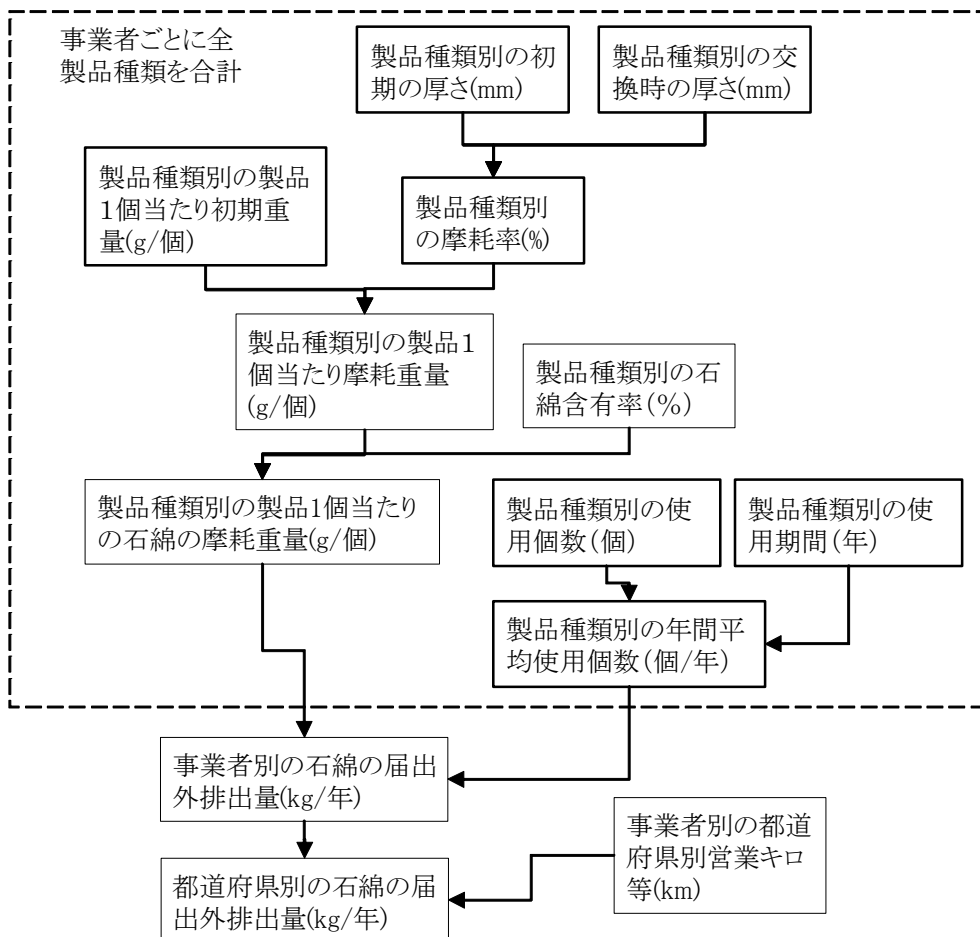 事業者ごとに全
製品種類を合計
製品種類別の初
期の厚さ(mm)
製品種類別の交
換時の厚さ(mm)
製品種類別の製品
１個当たり初期重
量(g/個)
製品種類別
の摩耗率(%)
製品種類別の製品１
個当たり摩耗重量
(g/個)
製品種類別の石
綿含有率（％）
製品種類別の製品1個当たり
の石綿の摩耗重量(g/個)
製品種類別の使
用個数（個）
製品種類別の使
用期間（年）
製品種類別の年間平
均使用個数（個/年）
事業者別の石綿の届出
外排出量(kg/年)
事業者別の都道
府県別営業キロ
等(km)
都道府県別の石綿の届
出外排出量(kg/年)